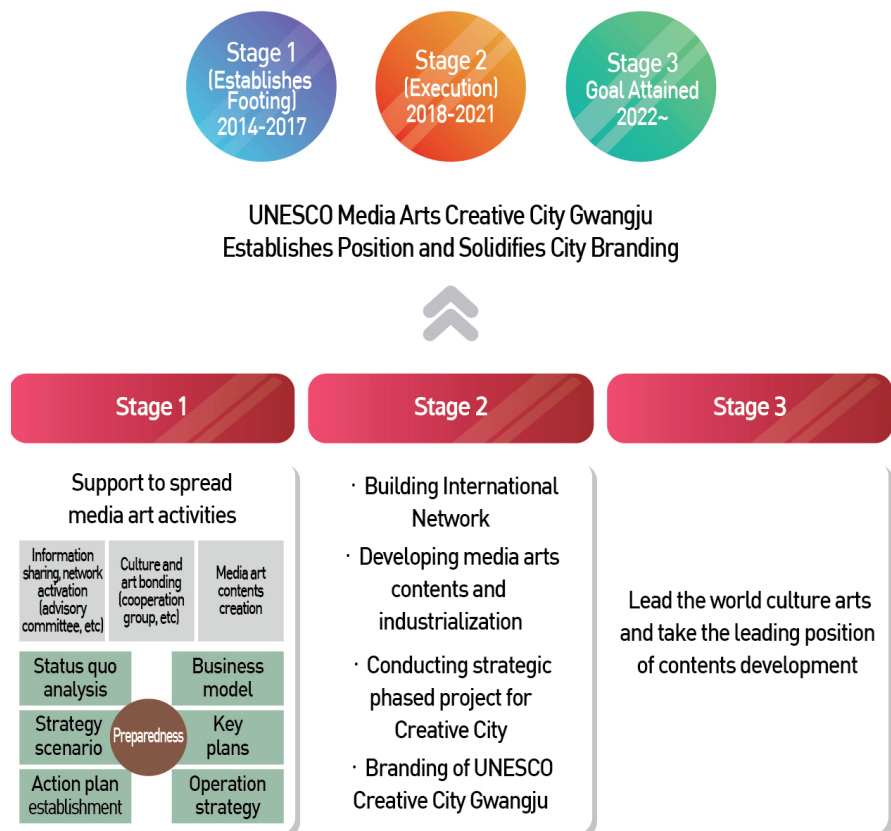 Stage 1
(Establishes
Footing)
2014-2017
Stage 2
(Execution)
2018-2021
Stage 3
Goal Attained
2022~
UNESCO Media Arts Creative City Gwangju
Establishes Position and Solidifies City Branding
Stage 1
Support to spread
media art activities
Information
sharing, network
activation
(advisory
committee, etc)
Culture and
art bonding
(cooperation
group, etc)
Media art
contents
creation
Status quo
analysis
Business
model
Strategy
scenario
Preparedness
Key
plans
Action plan
establishment
Operation
strategy
Stage 2
· Building International
Network
· Developing media arts
contents and
industrialization
· Conducting strategic
phased project for
Creative City
· Branding of UNESCO
Creative City Gwangju
Stage 3
Lead the world culture arts
and take the leading position
of contents development